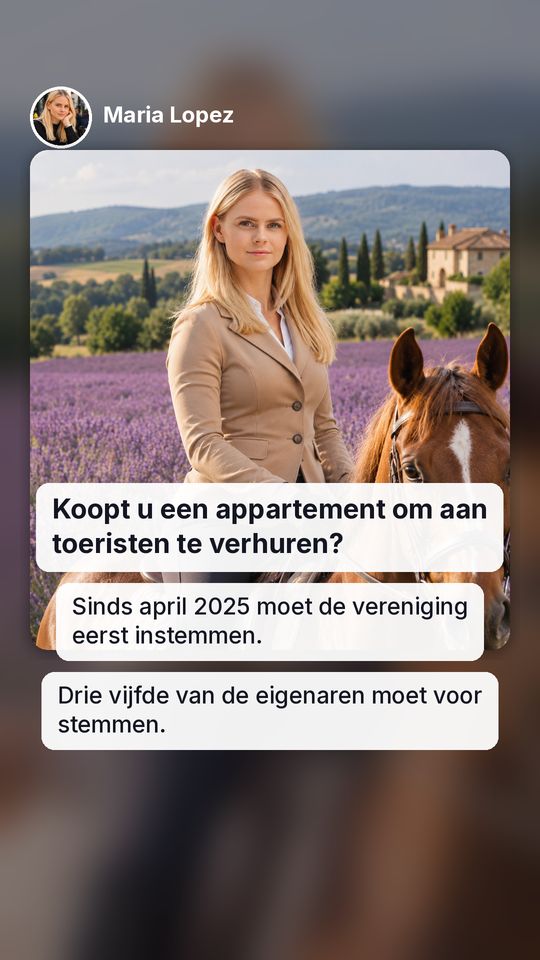 Maria Lopez
Koopt u een appartement om aan
toeristen te verhuren?
Sinds april 2025 moet de vereniging
eerst instemmen.
Drie vijfde van de eigenaren moet voor
stemmen.